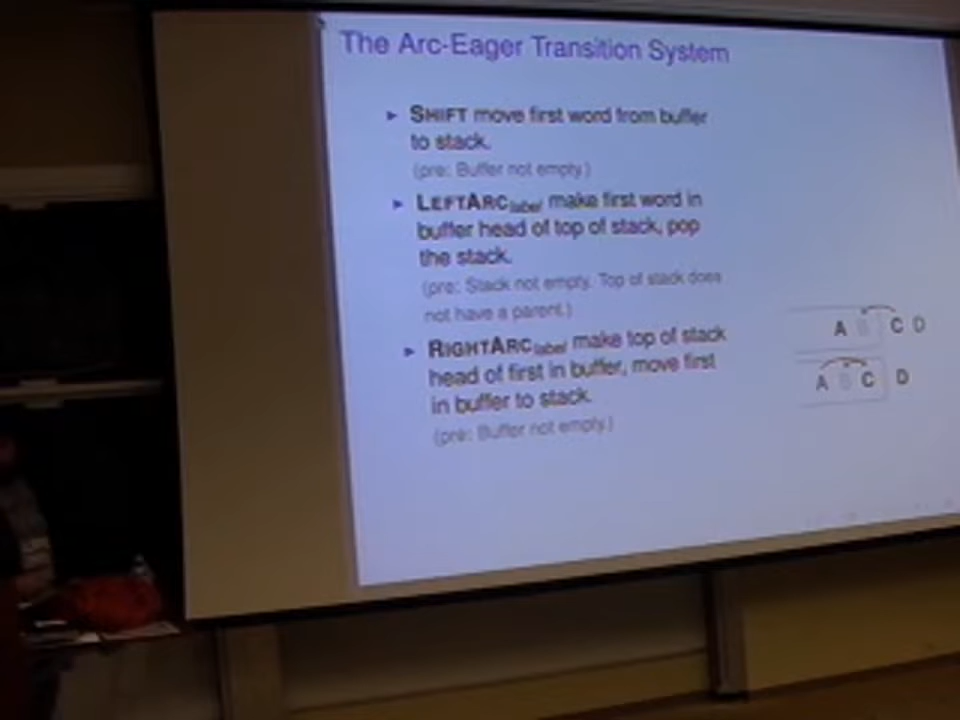 The Arc-Eager Transition System
▸ SHIFT move first word from buffer
to stack.
(pre: Buffer not empty.)
▸ LEFTARClabel make first word in
buffer head of top of stack, pop
the stack.
(pre: Stack not empty. Top of stack does
not have a parent.)
▸ RIGHTARClabel make top of stack
head of first in buffer, move first
in buffer to stack.
(pre: Buffer not empty.)
A B C D
A B C D